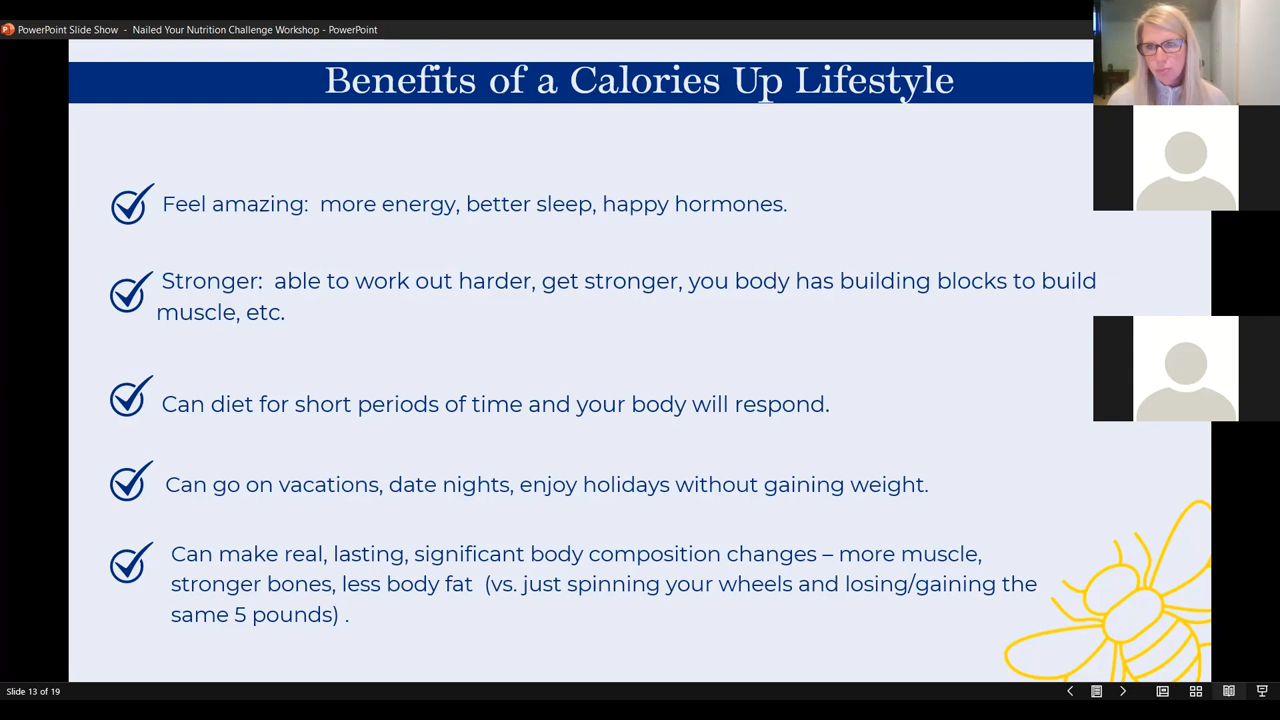 PowerPoint Slide Show - Nailed Your Nutrition Challenge Workshop - PowerPoint
Benefits of a Calories Up Lifestyle
Feel amazing: more energy, better sleep, happy hormones.
Stronger: able to work out harder, get stronger, you body has building blocks to build
muscle, etc.
Can diet for short periods of time and your body will respond.
Can go on vacations, date nights, enjoy holidays without gaining weight.
Can make real, lasting, significant body composition changes – more muscle,
stronger bones, less body fat (vs. just spinning your wheels and losing/gaining the
same 5 pounds) .
Slide 13 of 19